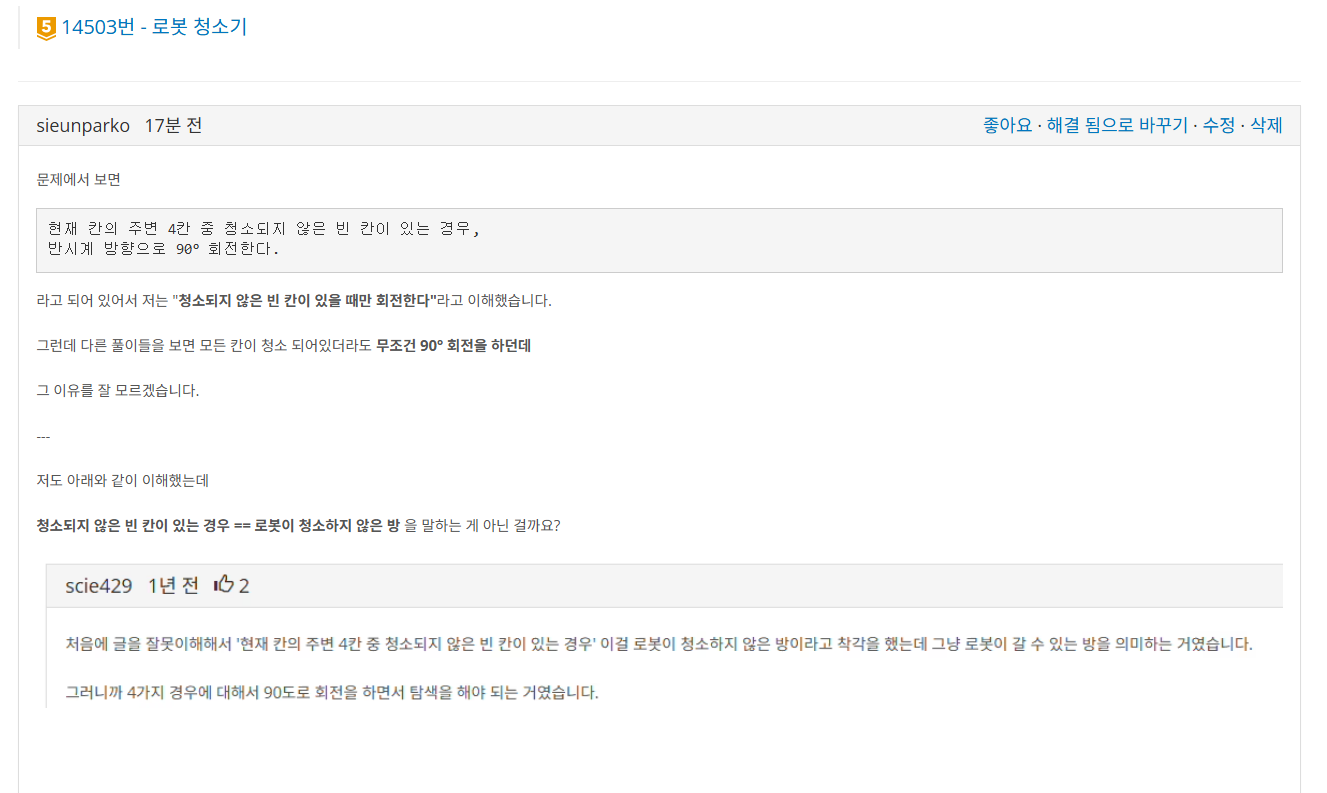 5 14503번 - 로봇 청소기
sieunparko 17분 전 좋아요 · 해결 됨으로 바꾸기 · 수정 · 삭제
문제에서 보면
현재 칸의 주변 4칸 중 청소되지 않은 빈 칸이 있는 경우,
반시계 방향으로 90° 회전한다.
라고 되어 있어서 저는 "청소되지 않은 빈 칸이 있을 때만 회전한다"라고 이해했습니다.
그런데 다른 풀이들을 보면 모든 칸이 청소 되어있더라도 무조건 90° 회전을 하던데
그 이유를 잘 모르겠습니다.
---
저도 아래와 같이 이해했는데
청소되지 않은 빈 칸이 있는 경우 == 로봇이 청소하지 않은 방 을 말하는 게 아닌 걸까요?
scie429 1년 전 2
처음에 글을 잘못이해해서 '현재 칸의 주변 4칸 중 청소되지 않은 빈 칸이 있는 경우' 이걸 로봇이 청소하지 않은 방이라고 착각을 했는데 그냥 로봇이 갈 수 있는 방을 의미하는 거였습니다.
그러니까 4가지 경우에 대해서 90도로 회전을 하면서 탐색을 해야 되는 거였습니다.